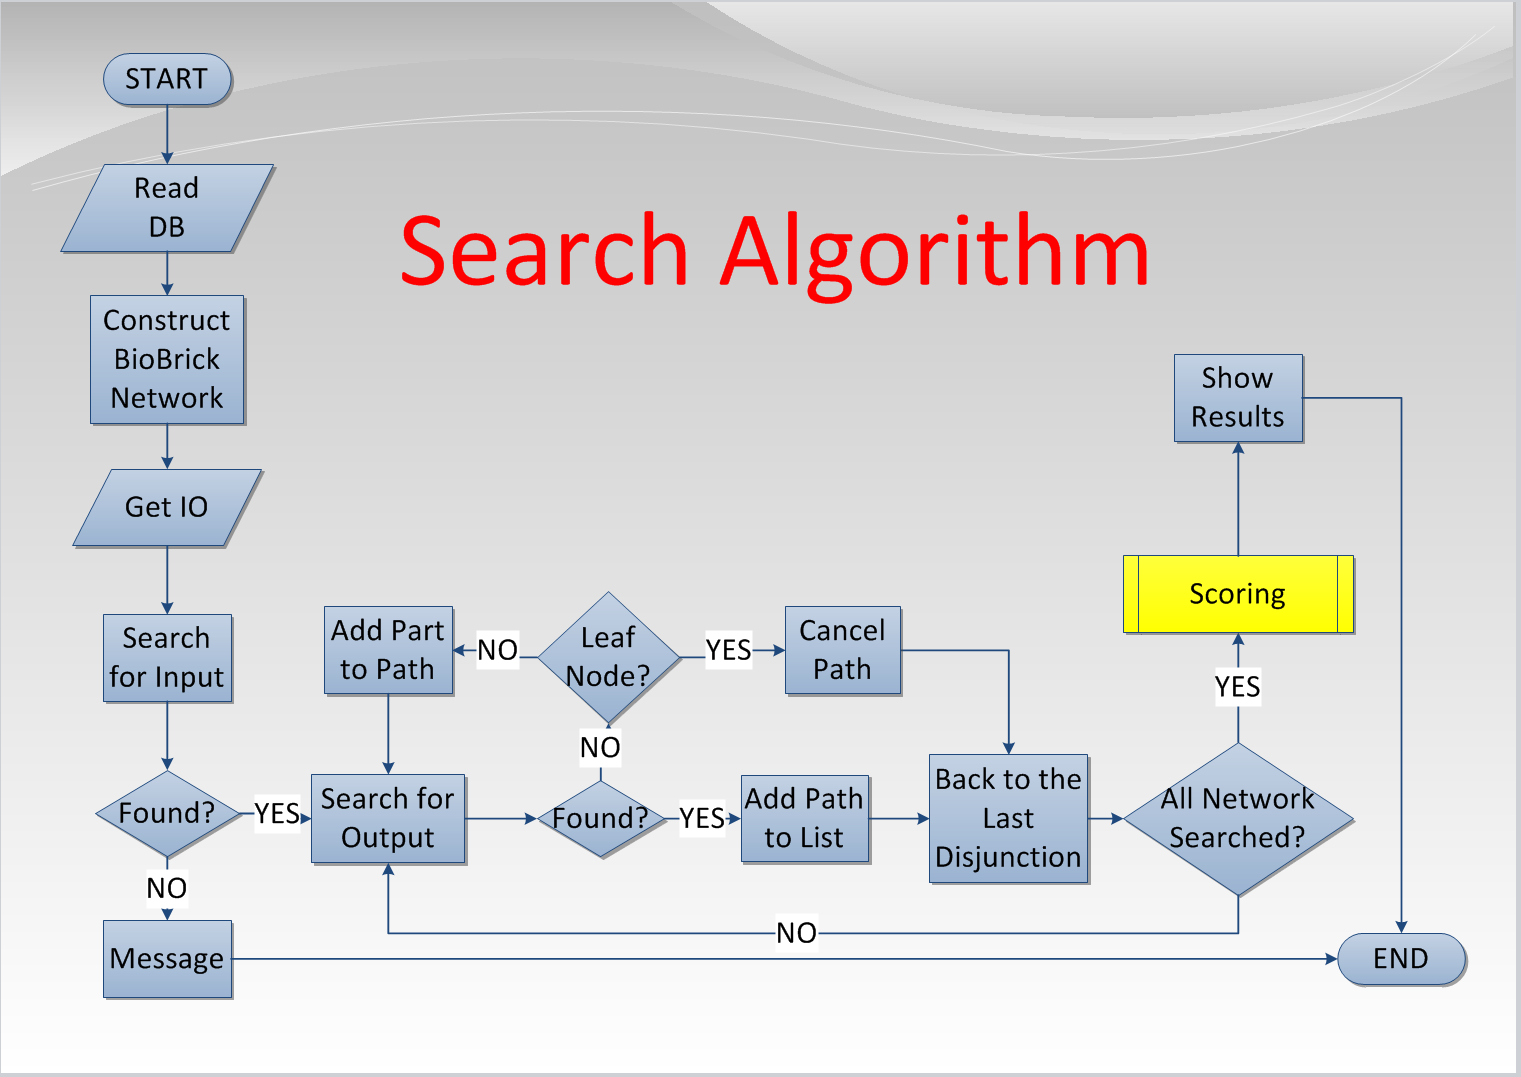 START
Read
DB
Search Algorithm
Construct
BioBrick
Network
Show
Results
Get IO
Scoring
Search
for Input
Add Part
to Path
NO
Leaf
Node?
YES
Cancel
Path
YES
NO
Found?
YES
Search for
Output
Found?
YES
Add Path
to List
Back to the
Last
Disjunction
All Network
Searched?
NO
NO
Message
END